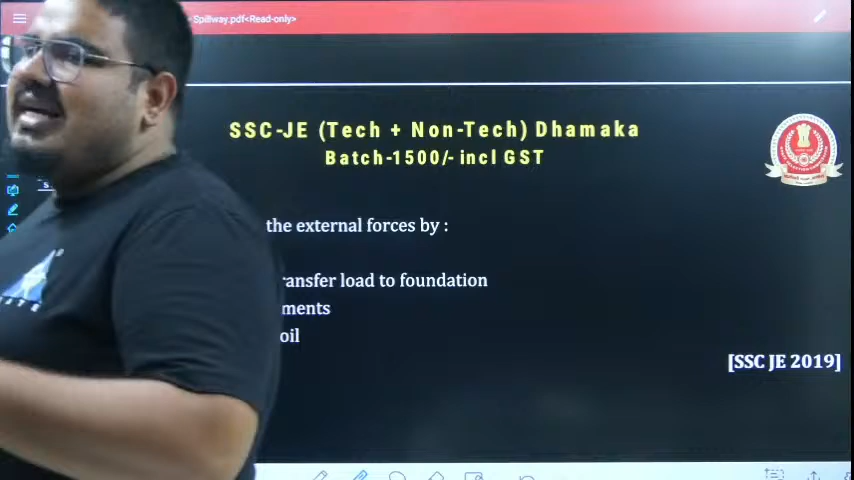 Spillway.pdf<Read-only>
SSC-JE (Tech + Non-Tech) Dhamaka
Batch-1500/- incl GST
the external forces by :
ransfer load to foundation
ments
oil
[SSC JE 2019]